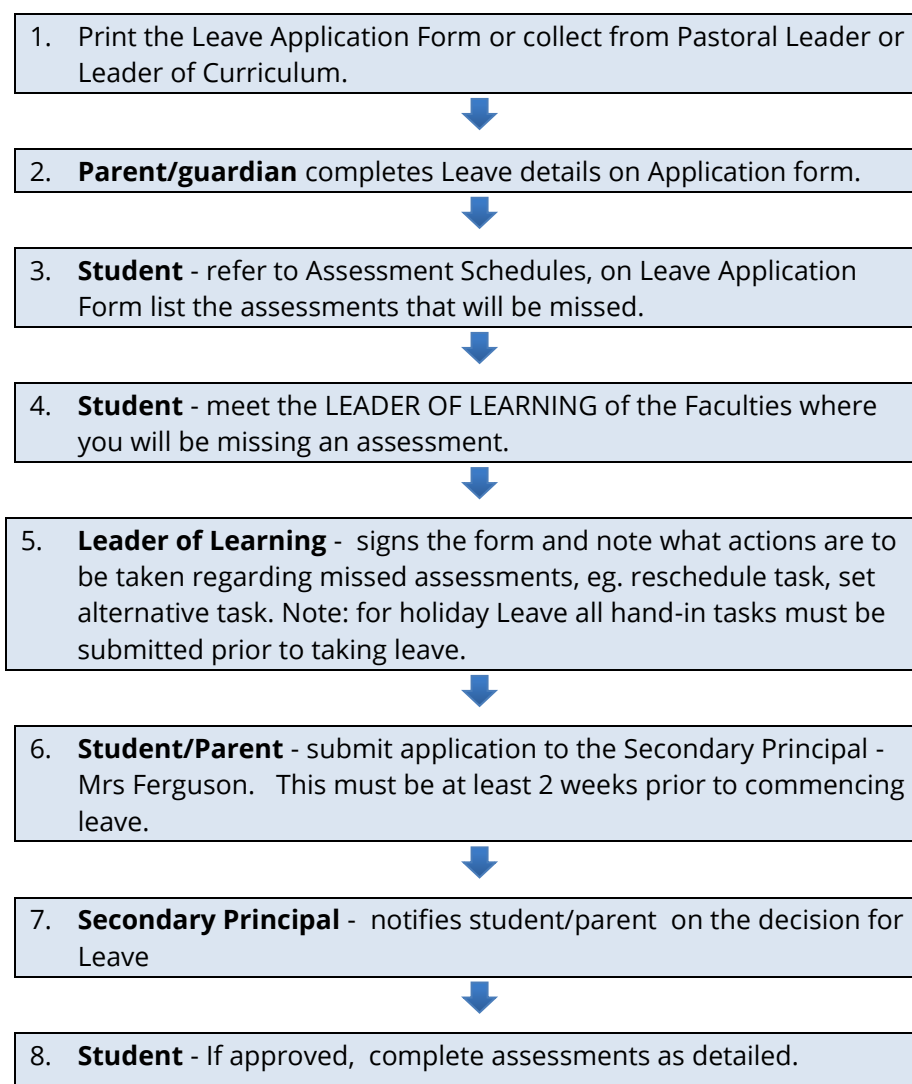 1. Print the Leave Application Form or collect from Pastoral Leader or
Leader of Curriculum.
2. Parent/guardian completes Leave details on Application form.
3. Student - refer to Assessment Schedules, on Leave Application
Form list the assessments that will be missed.
4. Student - meet the LEADER OF LEARNING of the Faculties where
you will be missing an assessment.
5. Leader of Learning - signs the form and note what actions are to
be taken regarding missed assessments, eg. reschedule task, set
alternative task. Note: for holiday Leave all hand-in tasks must be
submitted prior to taking leave.
6. Student/Parent - submit application to the Secondary Principal -
Mrs Ferguson. This must be at least 2 weeks prior to commencing
leave.
7. Secondary Principal - notifies student/parent on the decision for
Leave
8. Student - If approved, complete assessments as detailed.